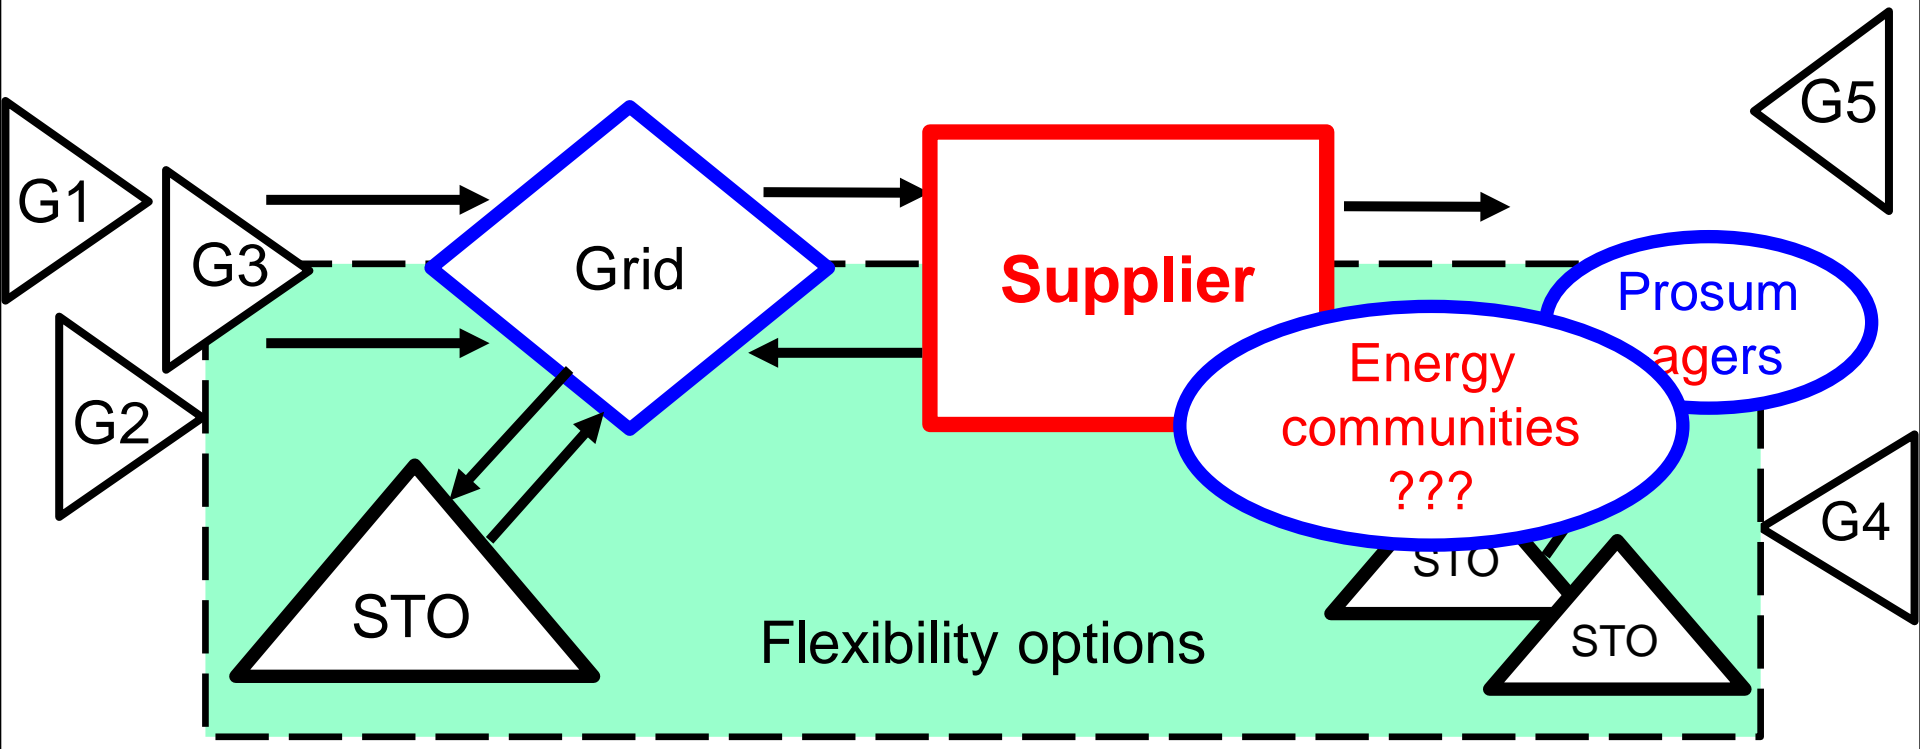 G5
G1
G3
Grid
Supplier
Prosum
agers
Energy
communities
???
G2
G4
STO
STO
STO
Flexibility options